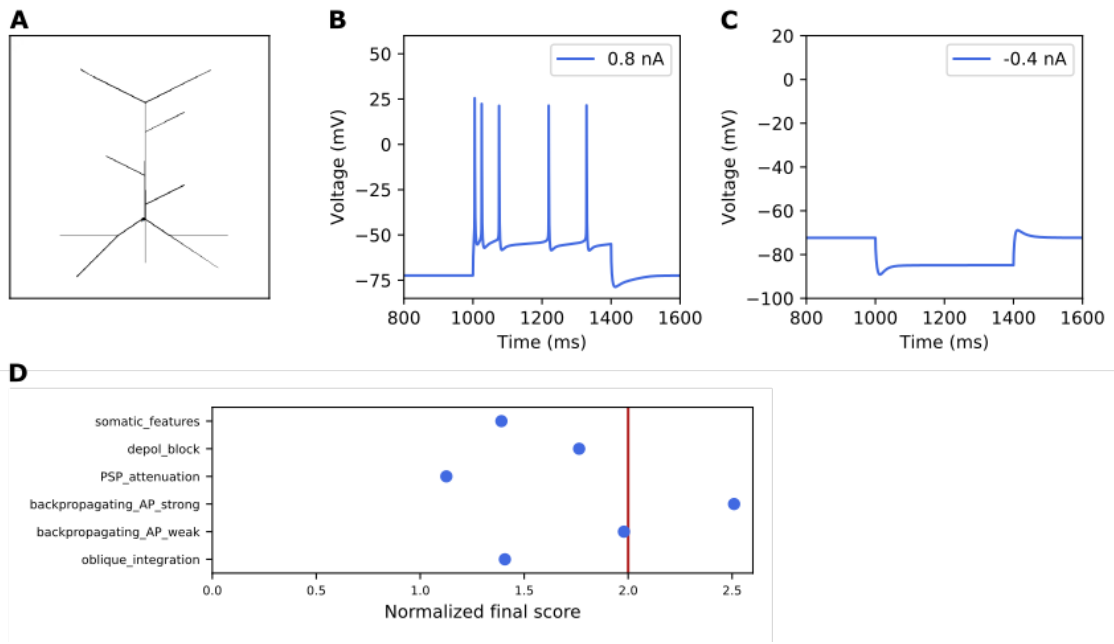 A
B
50
25
0
−25
−50
−75
Voltage (mV)
0.8 nA
800 1000 1200 1400 1600
Time (ms)
C
20
0
−20
−40
−60
−80
−100
Voltage (mV)
-0.4 nA
800 1000 1200 1400 1600
Time (ms)
D
somatic_features
depol_block
PSP_attenuation
backpropagating_AP_strong
backpropagating_AP_weak
oblique_integration
0.0 0.5 1.0 1.5 2.0 2.5
Normalized final score